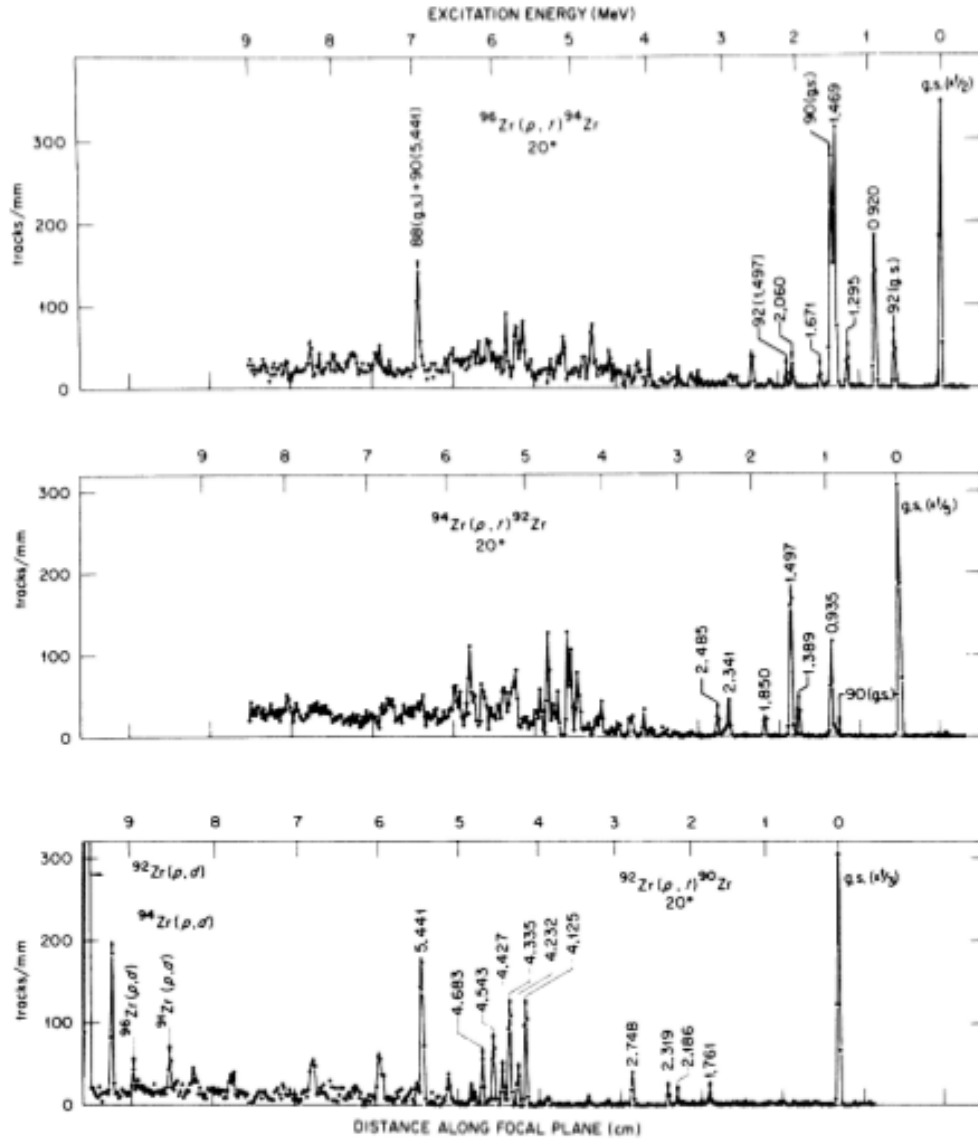 EXCITATION ENERGY (MeV)
9 8 7 6 5 4 3 2 1 0
tracks/mm
300
200
100
0
⁹⁶Zr(p,t)⁹⁴Zr
20°
88(g.s.)+90(5,441)
92(1,497)
2,060
1,671
90(g.s.)
1,469
1,295
0.920
92(g.s.)
g.s.(x1/2)
9 8 7 6 5 4 3 2 1 0
tracks/mm
300
200
100
0
⁹⁴Zr(p,t)⁹²Zr
20°
2,485
2,341
1,850
1,497
1,389
0.935
90(g.s.)
g.s.(x1/3)
9 8 7 6 5 4 3 2 1 0
tracks/mm
300
200
100
0
⁹²Zr(p,d)
⁹⁴Zr(p,d)
⁹⁶Zr(p,d)
⁹¹Zr(p,d)
⁹²Zr(p,t)⁹⁰Zr
20°
5,441
4,683
4,543
4,427
4,335
4,232
4,125
2,748
2,319
2,186
1,761
g.s.(x1/3)
DISTANCE ALONG FOCAL PLANE (cm)